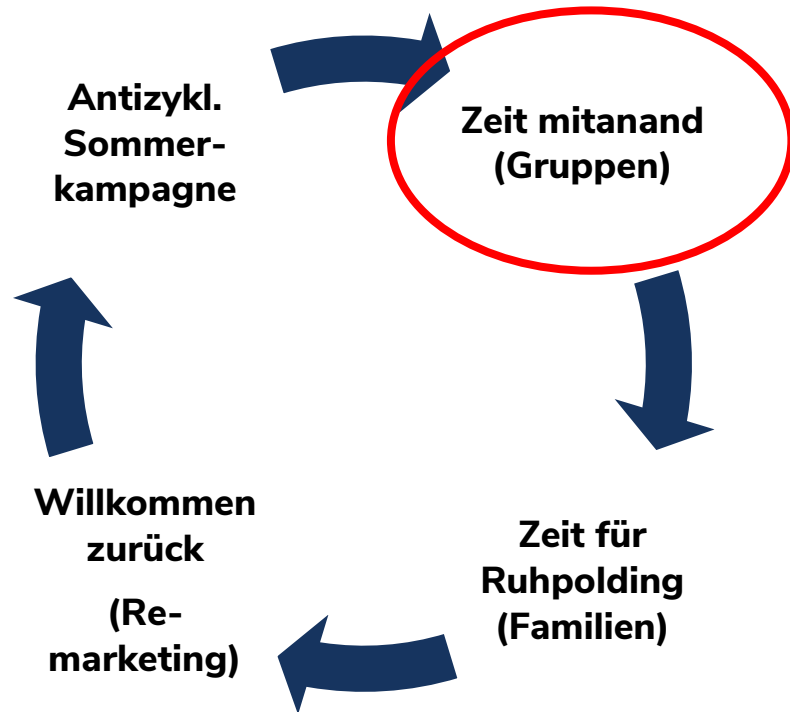 Antizykl.
Sommer-
kampagne
Zeit mitanand
(Gruppen)
Zeit für
Ruhpolding
(Familien)
Willkommen
zurück
(Re-
marketing)